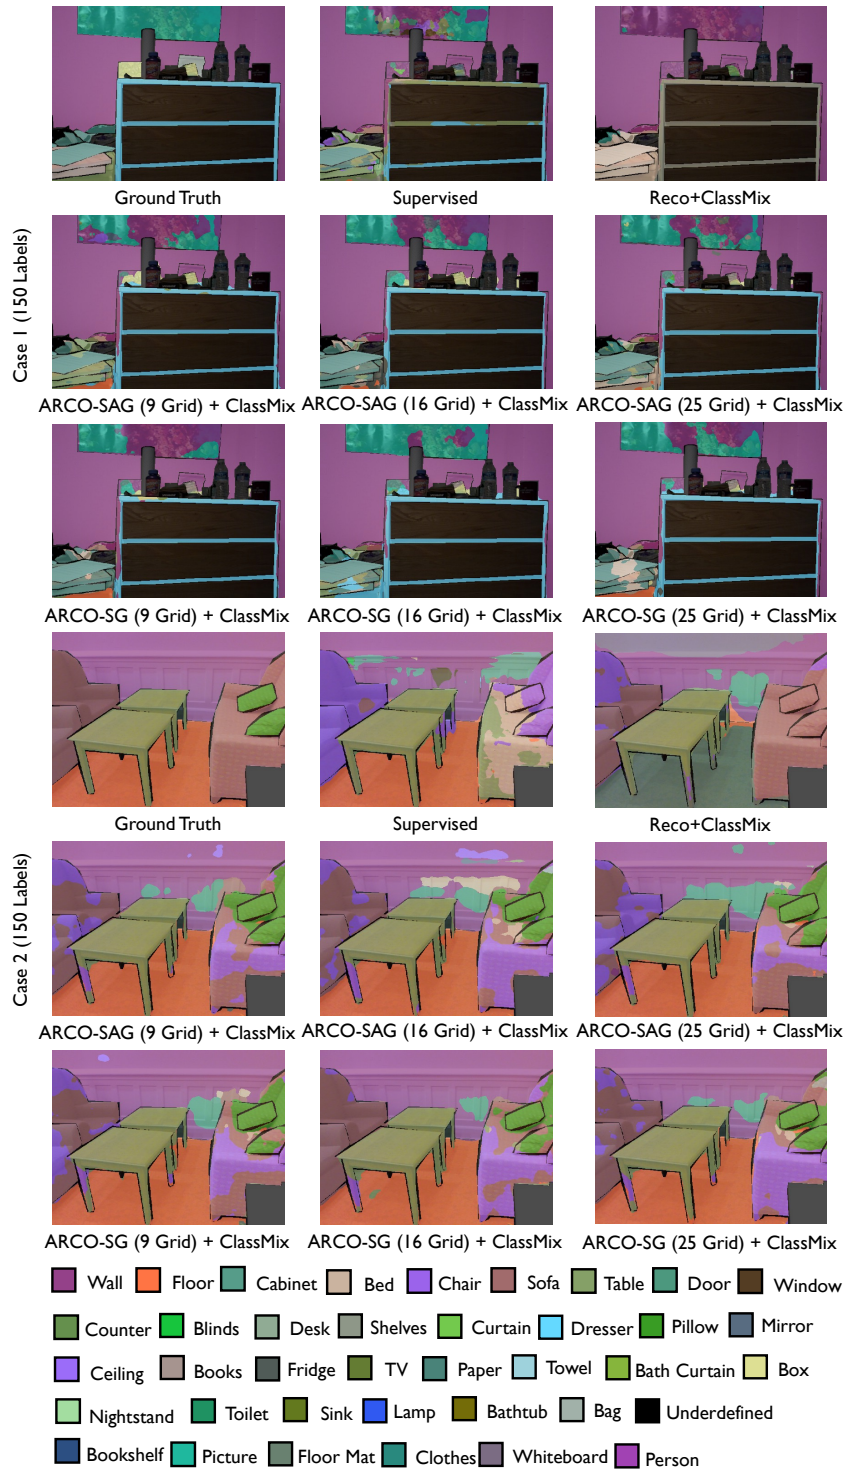 Ground Truth
Supervised
Reco+ClassMix
Case 1 (150 Labels)
ARCO-SAG (9 Grid) + ClassMix
ARCO-SAG (16 Grid) + ClassMix
ARCO-SAG (25 Grid) + ClassMix
ARCO-SG (9 Grid) + ClassMix
ARCO-SG (16 Grid) + ClassMix
ARCO-SG (25 Grid) + ClassMix
Ground Truth
Supervised
Reco+ClassMix
Case 2 (150 Labels)
ARCO-SAG (9 Grid) + ClassMix
ARCO-SAG (16 Grid) + ClassMix
ARCO-SAG (25 Grid) + ClassMix
ARCO-SG (9 Grid) + ClassMix
ARCO-SG (16 Grid) + ClassMix
ARCO-SG (25 Grid) + ClassMix
Wall Floor Cabinet Bed Chair Sofa Table Door Window
Counter Blinds Desk Shelves Curtain Dresser Pillow Mirror
Ceiling Books Fridge TV Paper Towel Bath Curtain Box
Nightstand Toilet Sink Lamp Bathtub Bag Underdefined
Bookshelf Picture Floor Mat Clothes Whiteboard Person